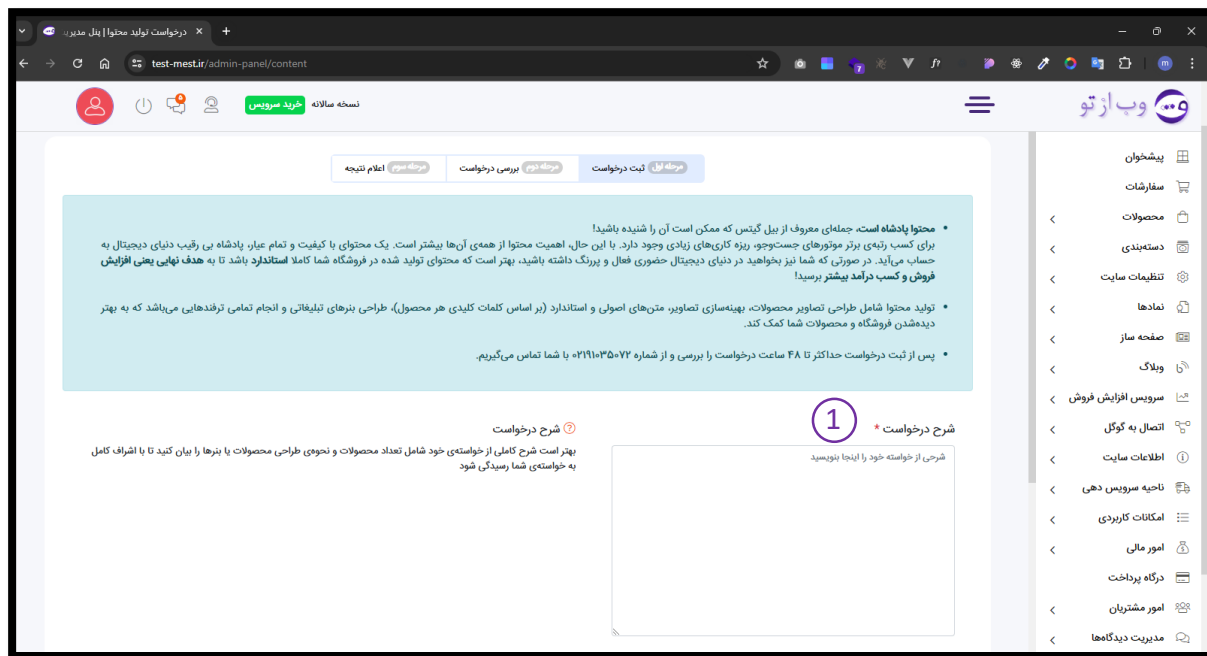 درخواست تولید محتوا | پنل مدیریت
test-mest.ir/admin-panel/content
7
m
وب از تو
نسخه سالانه
خرید سرویس
0
پیشخوان
سفارشات
محصولات
دسته‌بندی
تنظیمات سایت
نمادها
صفحه ساز
وبلاگ
سرویس افزایش فروش
اتصال به گوگل
اطلاعات سایت
ناحیه سرویس دهی
امکانات کاربردی
امور مالی
درگاه پرداخت
امور مشتریان
مدیریت دیدگاه‌ها
مرحله اول ثبت درخواست
مرحله دوم بررسی درخواست
مرحله سوم اعلام نتیجه
محتوا پادشاه است، جمله‌ای معروف از بیل گیتس که ممکن است آن را شنیده باشید!
برای کسب رتبه‌ی برتر موتورهای جست‌وجو، ریزه کاری‌های زیادی وجود دارد. با این حال، اهمیت محتوا از همه‌ی آن‌ها بیشتر است. یک محتوای با کیفیت و تمام عیار، پادشاه بی رقیب دنیای دیجیتال به
حساب می‌آید. در صورتی که شما نیز بخواهید در دنیای دیجیتال حضوری فعال و پررنگ داشته باشید، بهتر است که محتوای تولید شده در فروشگاه شما کاملا استاندارد باشد تا به هدف نهایی یعنی افزایش
فروش و کسب درآمد بیشتر برسید!
تولید محتوا شامل طراحی تصاویر محصولات، بهینه‌سازی تصاویر، متن‌های اصولی و استاندارد (بر اساس کلمات کلیدی هر محصول)، طراحی بنرهای تبلیغاتی و انجام تمامی ترفندهایی می‌باشد که به بهتر
دیده‌شدن فروشگاه و محصولات شما کمک کند.
پس از ثبت درخواست حداکثر تا ۴۸ ساعت درخواست را بررسی و از شماره ۰۲۱۹۱۰۳۵۰۷۲ با شما تماس می‌گیریم.
شرح درخواست *
1
شرحی از خواسته خود را اینجا بنویسید
شرح درخواست
بهتر است شرح کاملی از خواسته‌ی خود شامل تعداد محصولات و نحوه‌ی طراحی محصولات یا بنرها را بیان کنید تا با اشراف کامل
به خواسته‌ی شما رسیدگی شود